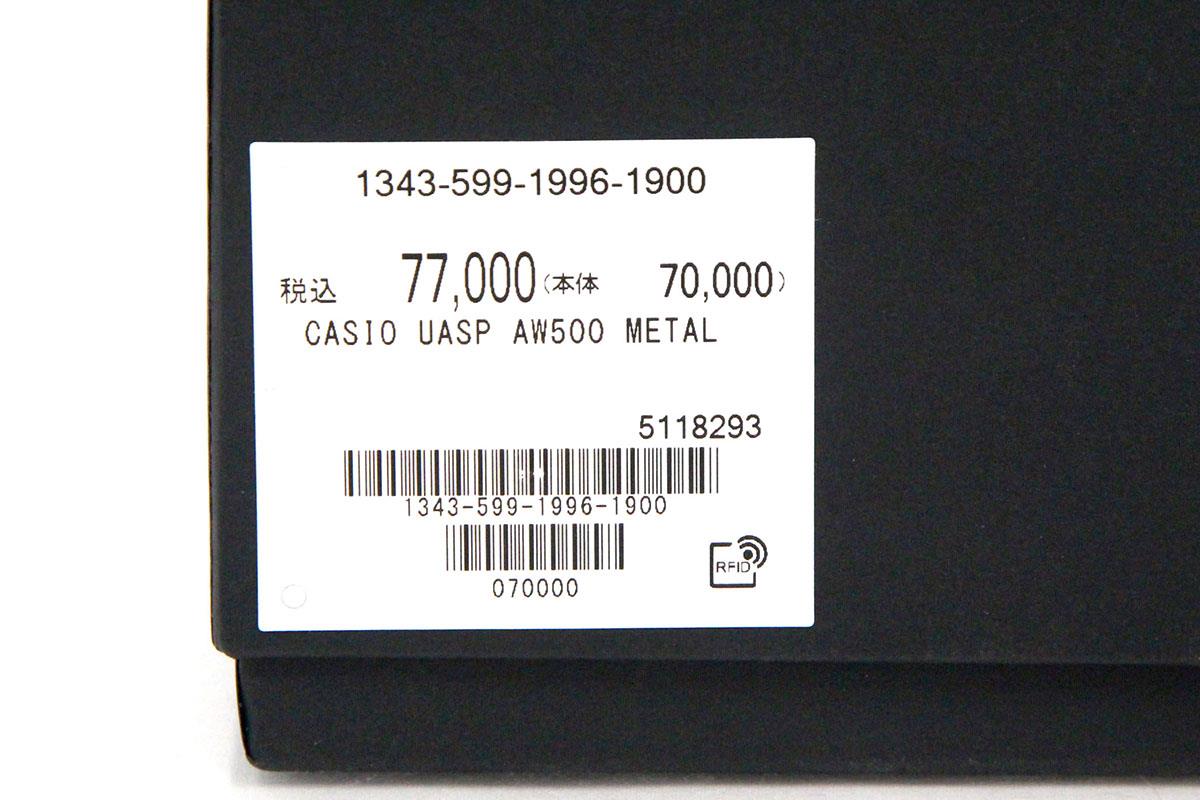 1343-599-1996-1900
税込 77,000(本体 70,000)
CASIO UASP AW500 METAL
5118293
1343-599-1996-1900
070000
RFID